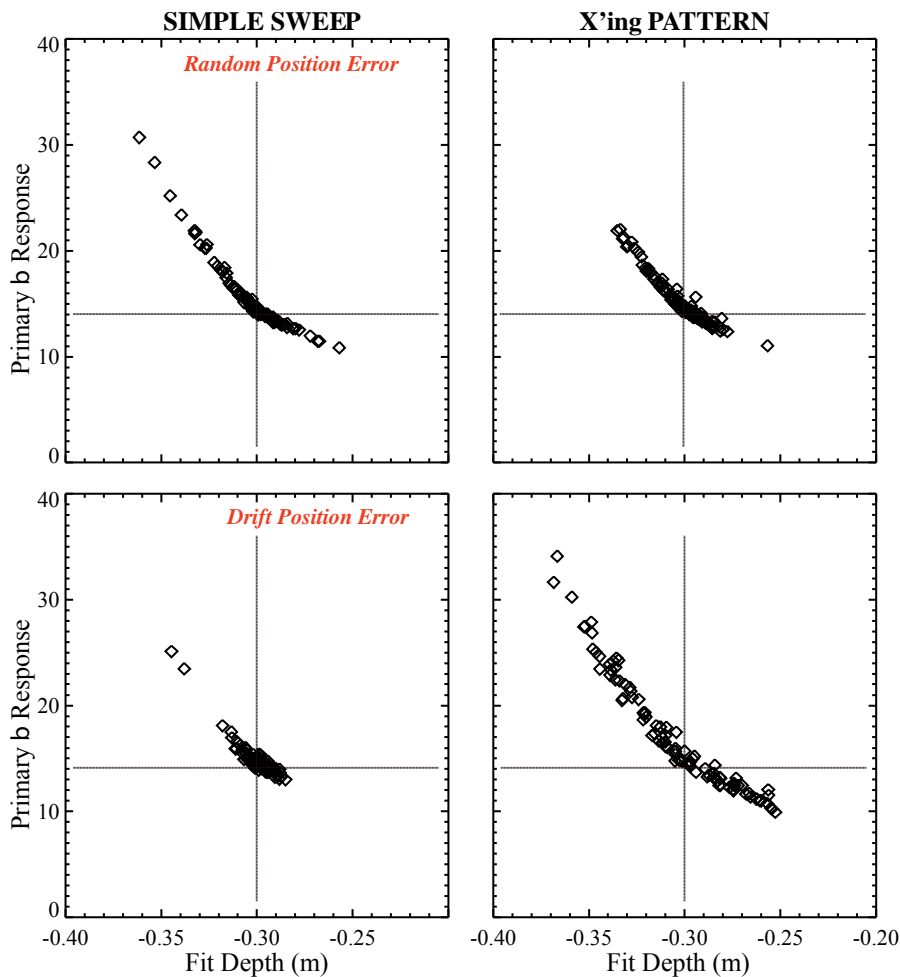 SIMPLE SWEEP
X’ing PATTERN
40
30
20
10
0
Primary b Response
Random Position Error
40
30
20
10
0
Primary b Response
Drift Position Error
-0.40 -0.35 -0.30 -0.25
-0.40 -0.35 -0.30 -0.25 -0.20
Fit Depth (m)
Fit Depth (m)